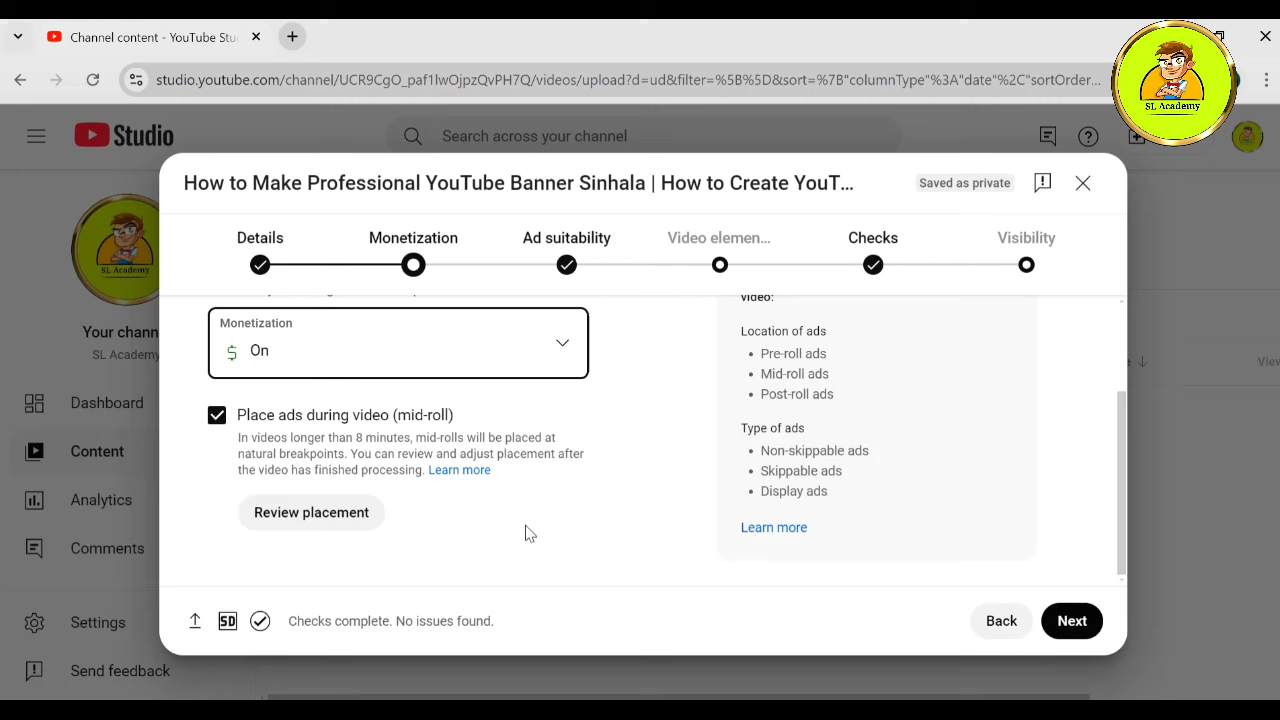 Channel content - YouTube Stu
studio.youtube.com/channel/UCR9CgO_paf1IwOJpzQvPH7Q/videos/upload?d=ud&filter=%5B%5D&sort=%7B"columnType"%3A"date"%2C"sortOrder...
SL Academy
Studio
Search across your channel
How to Make Professional YouTube Banner Sinhala | How to Create YouT...
Saved as private
Details
Monetization
Ad suitability
Video elemen...
Checks
Visibility
SL Academy
Your chann
SL Academy
Dashboard
Content
Analytics
Comments
Settings
Send feedback
Monetization
$ On
Place ads during video (mid-roll)
In videos longer than 8 minutes, mid-rolls will be placed at
natural breakpoints. You can review and adjust placement after
the video has finished processing. Learn more
Review placement
video:
Location of ads
• Pre-roll ads
• Mid-roll ads
• Post-roll ads
Type of ads
• Non-skippable ads
• Skippable ads
• Display ads
Learn more
View
SD
Checks complete. No issues found.
Back
Next